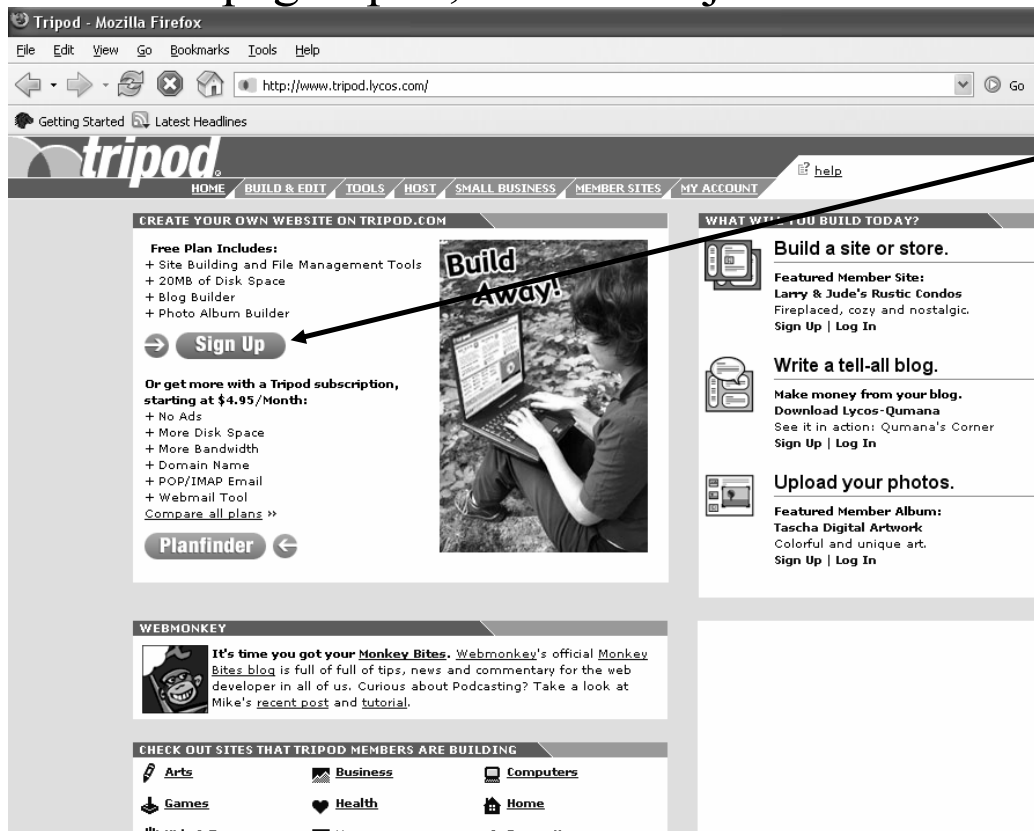 Tripod - Mozilla Firefox
File Edit View Go Bookmarks Tools Help
http://www.tripod.lycos.com/
Go
Getting Started Latest Headlines
tripod
help
HOME BUILD & EDIT TOOLS HOST SMALL BUSINESS MEMBER SITES MY ACCOUNT
CREATE YOUR OWN WEBSITE ON TRIPOD.COM
Free Plan Includes:
+ Site Building and File Management Tools
+ 20MB of Disk Space
+ Blog Builder
+ Photo Album Builder
Sign Up
Or get more with a Tripod subscription,
starting at $4.95/Month:
+ No Ads
+ More Disk Space
+ More Bandwidth
+ Domain Name
+ POP/IMAP Email
+ Webmail Tool
Compare all plans »
Planfinder
Build
Away!
WHAT WILL YOU BUILD TODAY?
Build a site or store.
Featured Member Site:
Larry & Jude's Rustic Condos
Fireplaced, cozy and nostalgic.
Sign Up | Log In
Write a tell-all blog.
Make money from your blog.
Download Lycos-Qumana
See it in action: Qumana's Corner
Sign Up | Log In
Upload your photos.
Featured Member Album:
Tascha Digital Artwork
Colorful and unique art.
Sign Up | Log In
WEBMONKEY
It's time you got your Monkey Bites. Webmonkey's official Monkey
Bites blog is full of full of tips, news and commentary for the web
developer in all of us. Curious about Podcasting? Take a look at
Mike's recent post and tutorial.
CHECK OUT SITES THAT TRIPOD MEMBERS ARE BUILDING
Arts Business Computers
Games Health Home